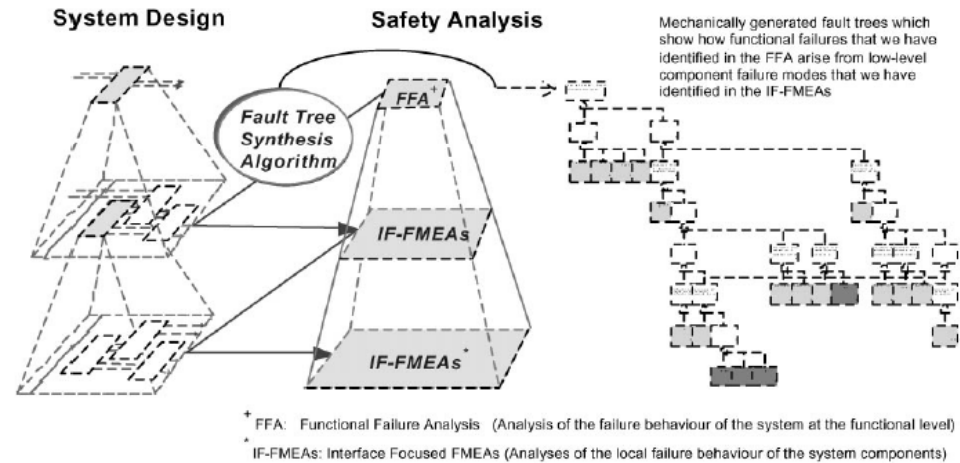 System Design
Safety Analysis
Mechanically generated fault trees which
show how functional failures that we have
identified in the FFA arise from low-level
component failure modes that we have
identified in the IF-FMEAs
FFA+
Fault Tree
Synthesis
Algorithm
IF-FMEAs
IF-FMEAs*
+ FFA: Functional Failure Analysis (Analysis of the failure behaviour of the system at the functional level)
* IF-FMEAs: Interface Focused FMEAs (Analyses of the local failure behaviour of the system components)